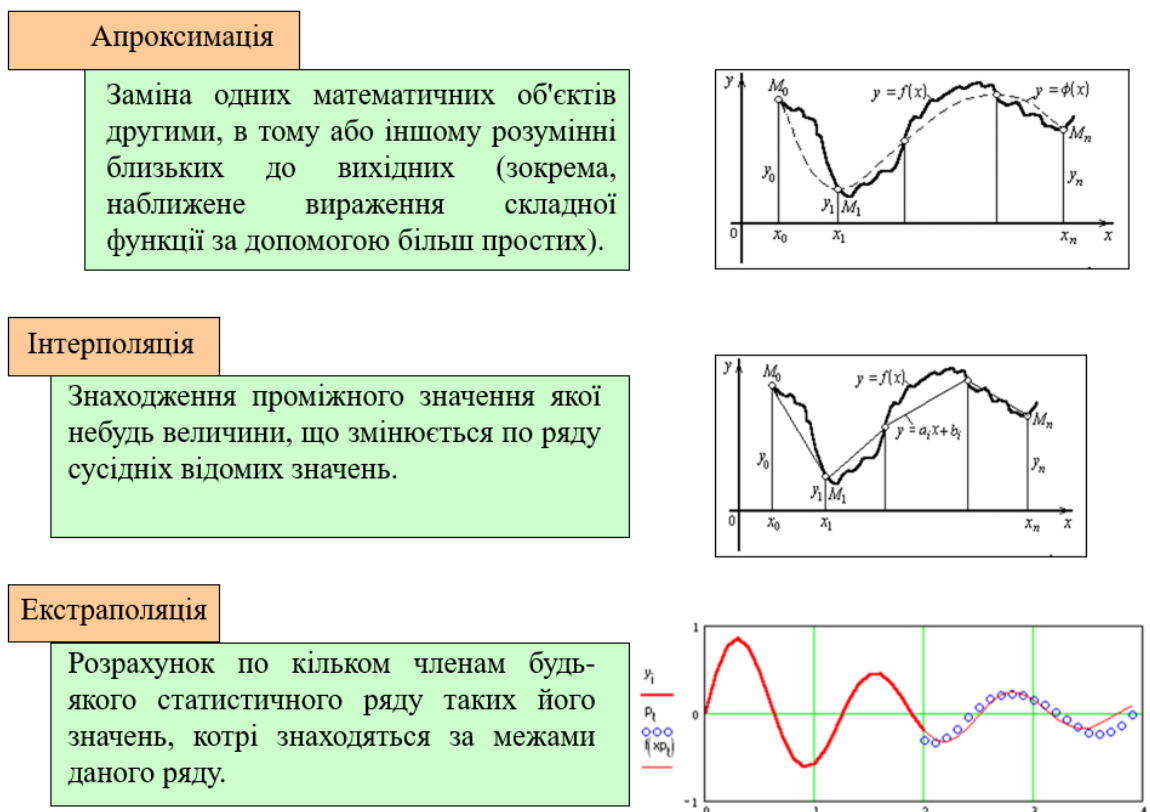 Апроксимація
Заміна одних математичних об'єктів
другими, в тому або іншому розумінні
близьких до вихідних (зокрема,
наближене вираження складної
функції за допомогою більш простих).
y
M₀
y = f(x)
y = ϕ(x)
Mₙ
y₀
y₁
M₁
yₙ
0
x₀
x₁
xₙ
x
Інтерполяція
Знаходження проміжного значення якої
небудь величини, що змінюється по ряду
сусідніх відомих значень.
y
M₀
y = f(x)
y = aᵢx + bᵢ
Mₙ
y₀
y₁
M₁
yₙ
0
x₀
x₁
xₙ
x
Екстраполяція
Розрахунок по кільком членам будь-
якого статистичного ряду таких його
значень, котрі знаходяться за межами
даного ряду.
1
yᵢ
pₜ
0
f(xpₜ)
−1
0
1
2
3
4